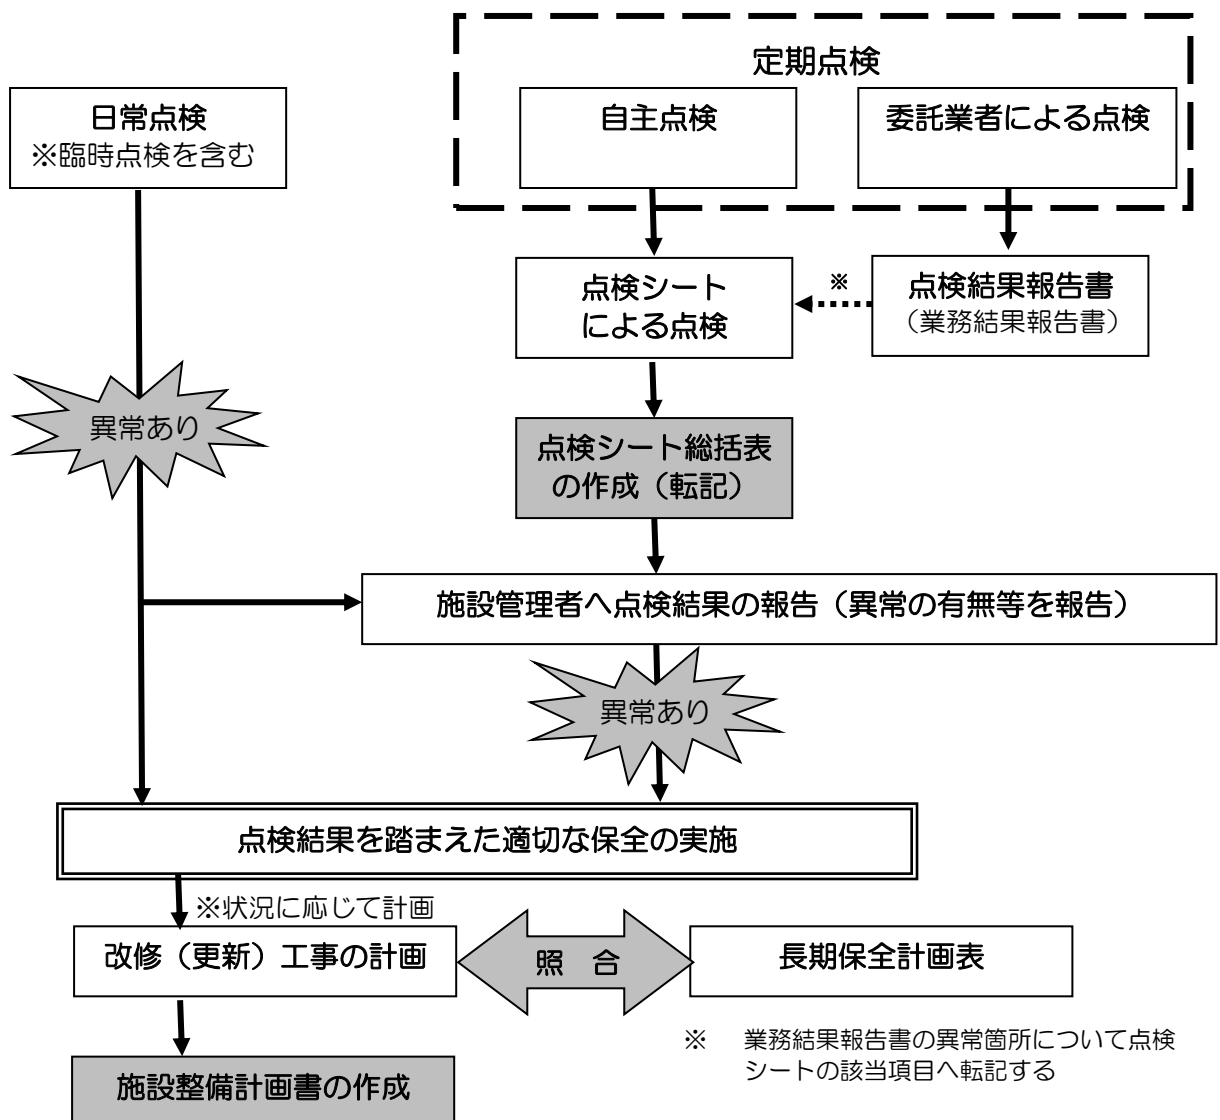 定期点検
日常点検
※臨時点検を含む
自主点検
委託業者による点検
点検シート
による点検
※
点検結果報告書
（業務結果報告書）
異常あり
点検シート総括表
の作成（転記）
施設管理者へ点検結果の報告（異常の有無等を報告）
異常あり
点検結果を踏まえた適切な保全の実施
※状況に応じて計画
改修（更新）工事の計画
照　合
長期保全計画表
※　業務結果報告書の異常箇所について点検
シートの該当項目へ転記する
施設整備計画書の作成